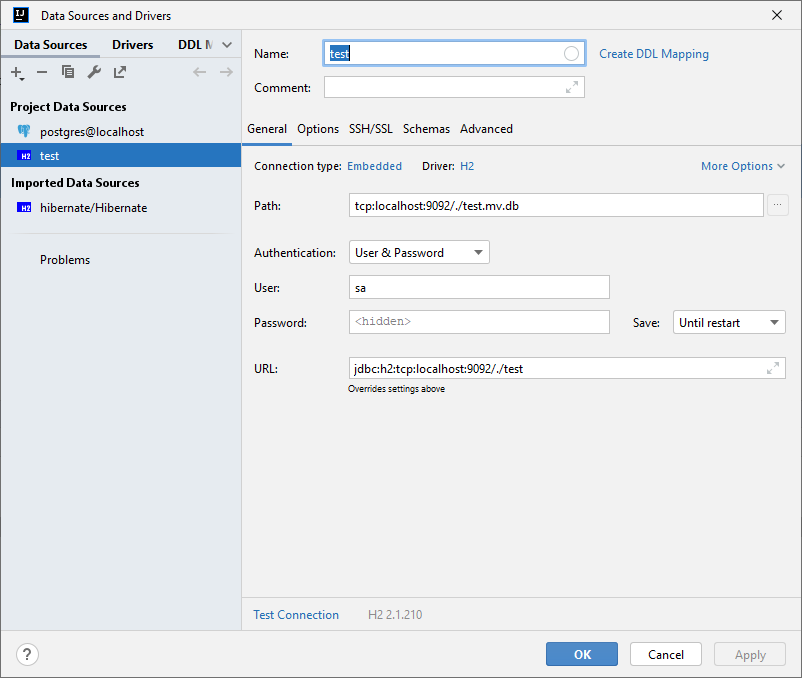 IJ
Data Sources and Drivers
Data Sources Drivers DDL M
Project Data Sources
postgres@localhost
H2 test
Imported Data Sources
H2 hibernate/Hibernate
Problems
Name: test Create DDL Mapping
Comment:
General Options SSH/SSL Schemas Advanced
Connection type: Embedded Driver: H2 More Options
Path: tcp:localhost:9092/./test.mv.db ...
Authentication: User & Password
User: sa
Password: <hidden> Save: Until restart
URL: jdbc:h2:tcp:localhost:9092/./test
Overrides settings above
Test Connection H2 2.1.210
? OK Cancel Apply